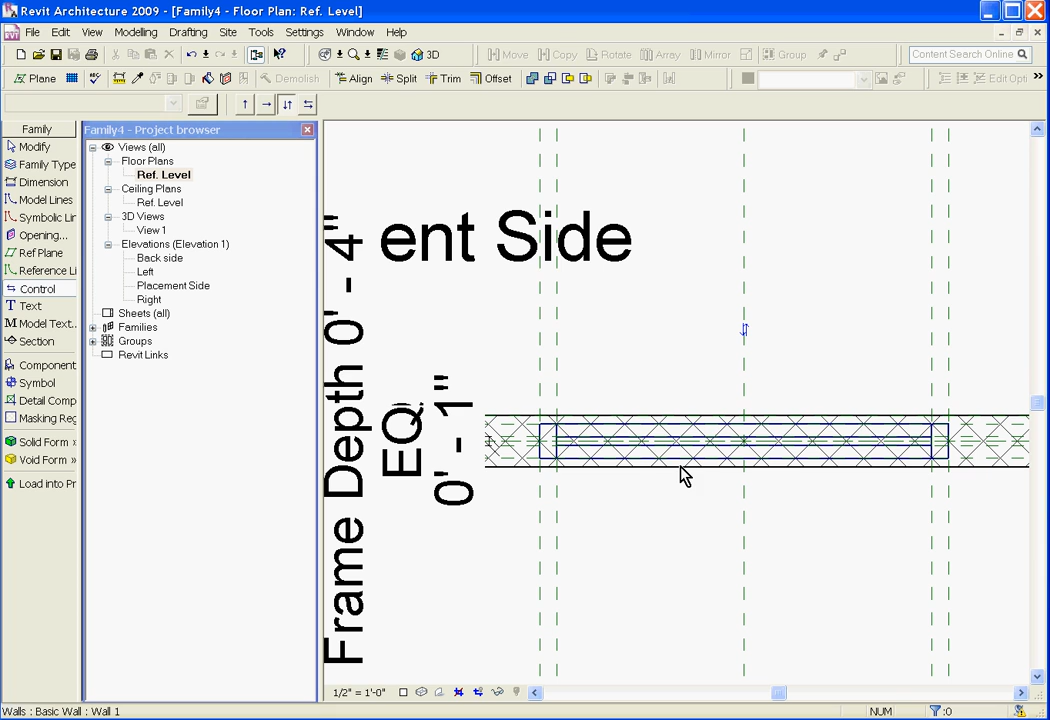 Revit Architecture 2009 - [Family4 - Floor Plan: Ref. Level]
File Edit View Modelling Drafting Site Tools Settings Window Help
3D Move Copy Rotate Array Mirror Group Content Search Online
Plane Demolish Align Split Trim Offset Edit Opti
Family
Modify
Family Type
Dimension
Model Lines
Symbolic Lir
Opening...
Ref Plane
Reference Li
Control
Text
Model Text..
Section
Component
Symbol
Detail Comp
Masking Reg
Solid Form »
Void Form »
Load into Pr
Family4 - Project browser
Views (all)
Floor Plans
Ref. Level
Ceiling Plans
Ref. Level
3D Views
View 1
Elevations (Elevation 1)
Back side
Left
Placement Side
Right
Sheets (all)
Families
Groups
Revit Links
ent Side
Frame Depth 0' - 4"
EQ
0' - 1"
1/2" = 1'-0"
Walls : Basic Wall : Wall 1
NUM
:0